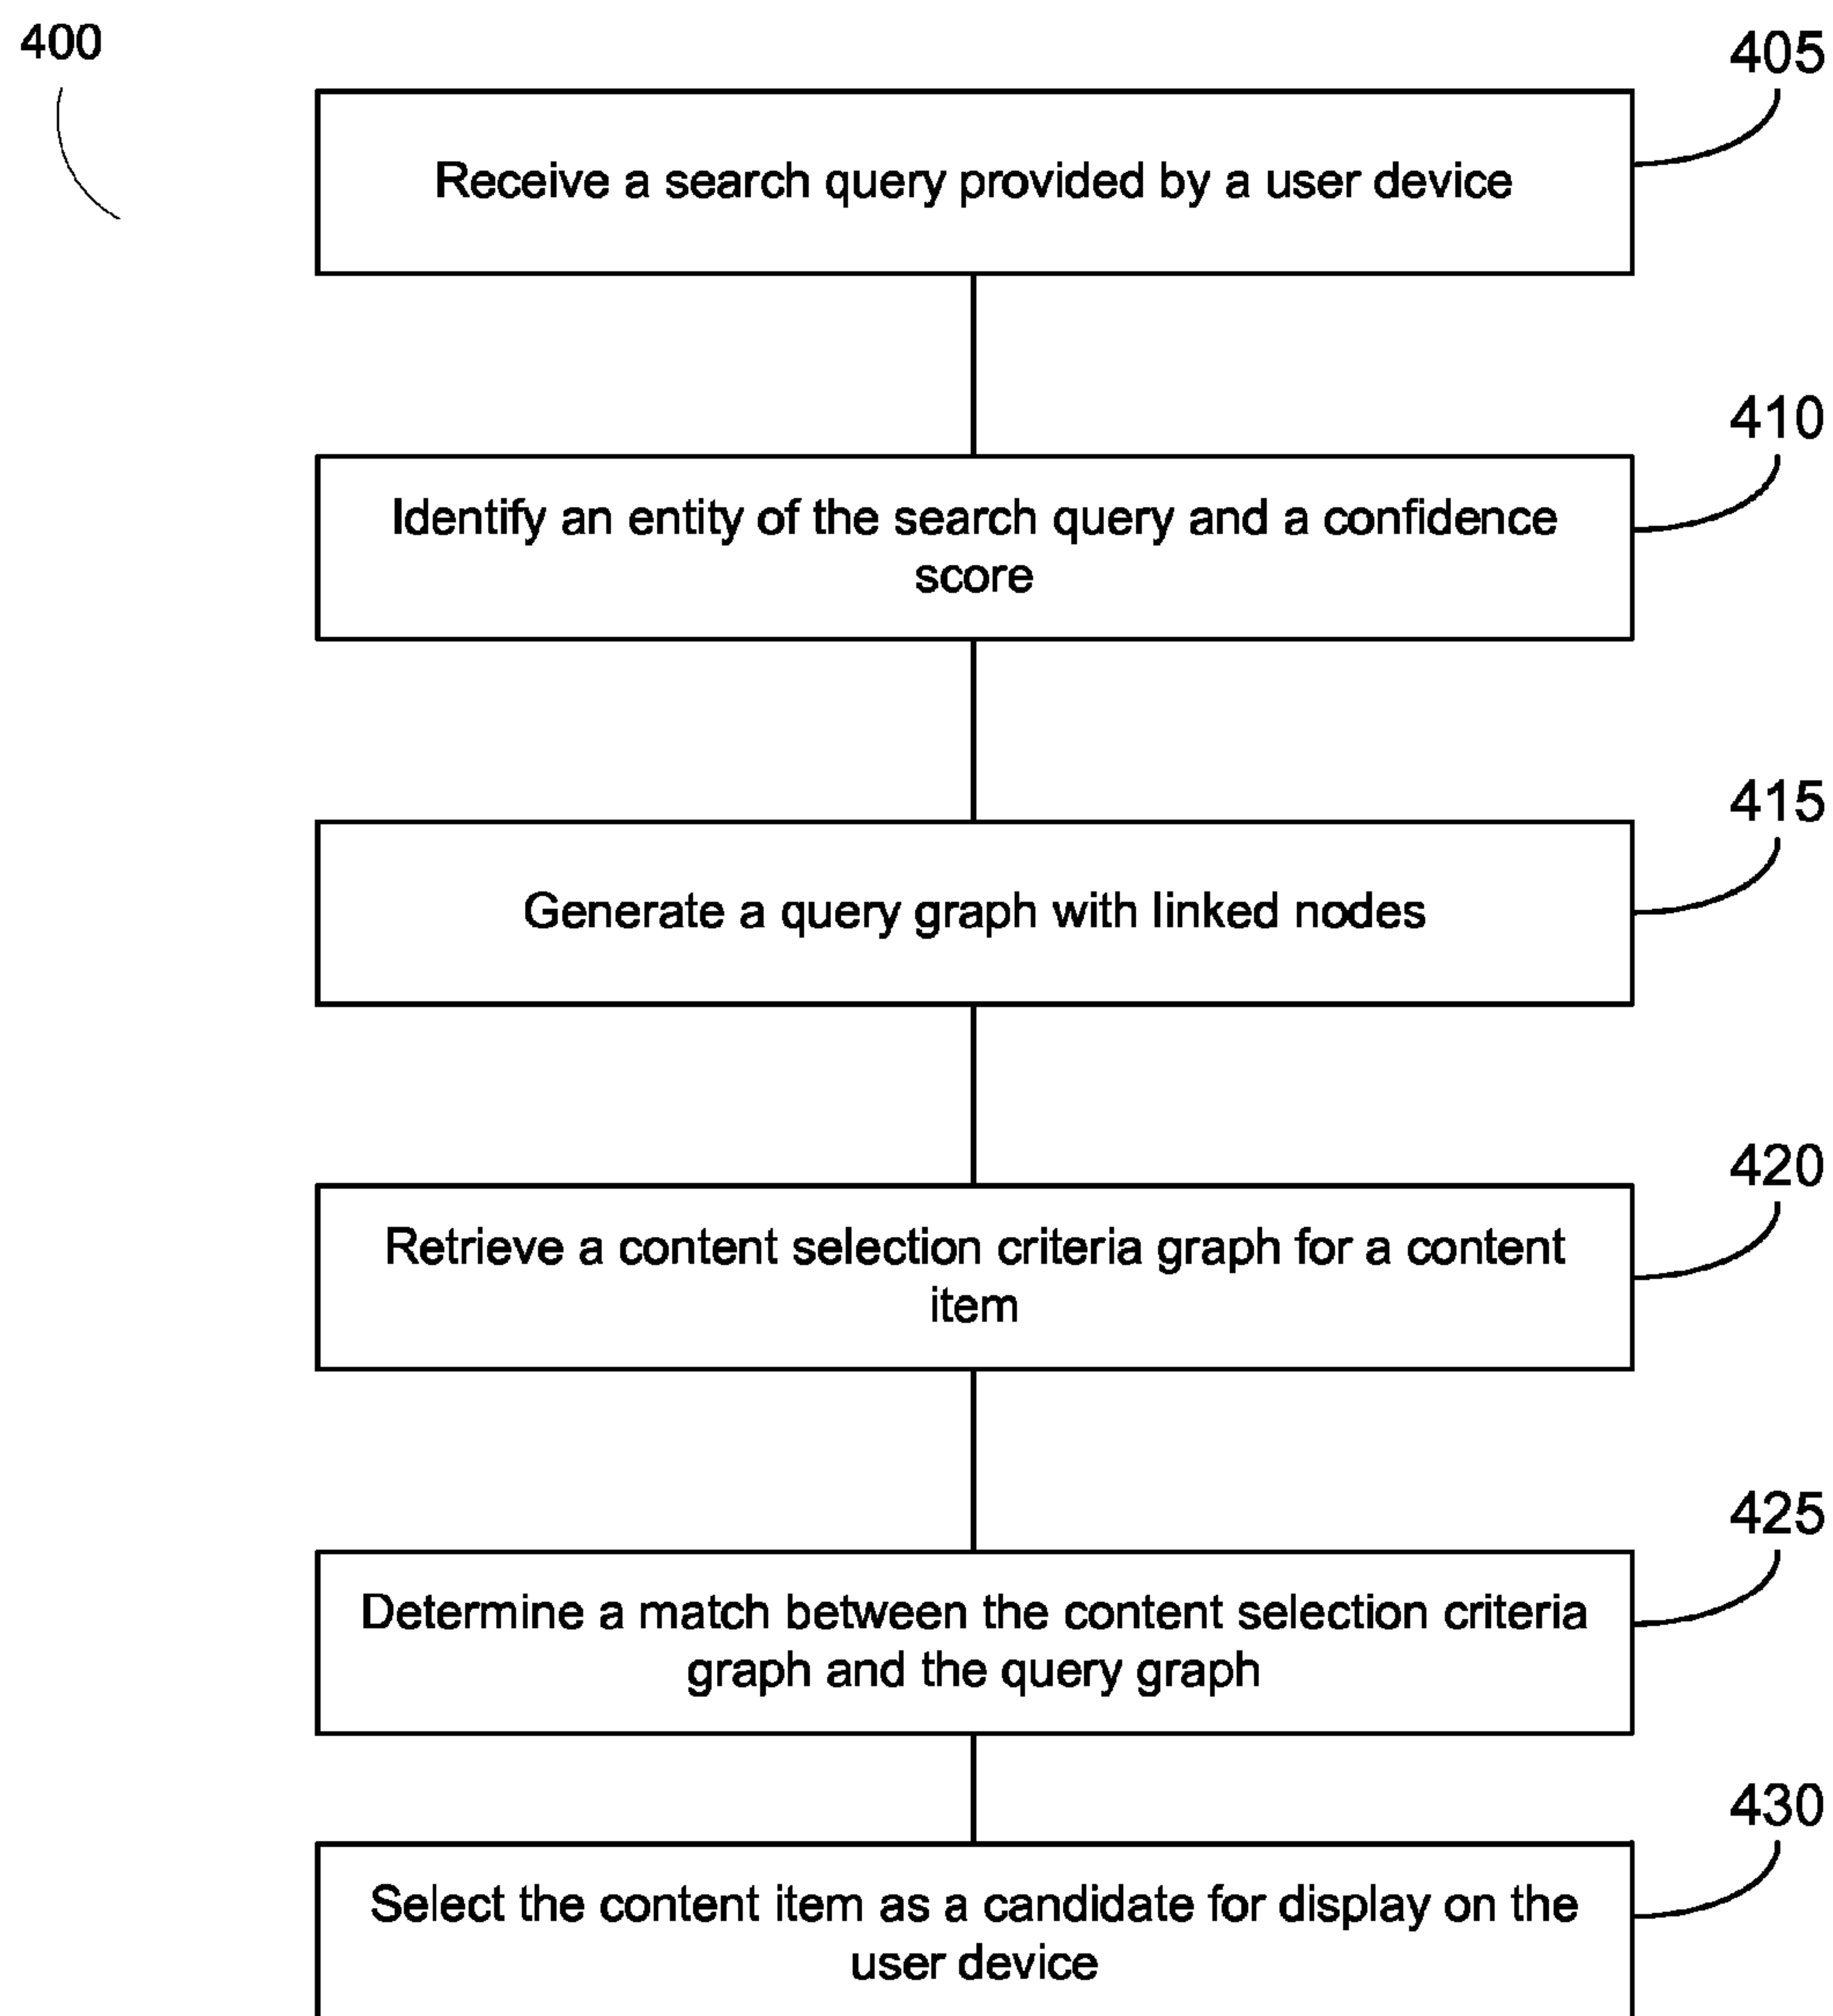 400
405
Receive a search query provided by a user device
410
Identify an entity of the search query and a confidence
score
415
Generate a query graph with linked nodes
420
Retrieve a content selection criteria graph for a content
item
425
Determine a match between the content selection criteria
graph and the query graph
430
Select the content item as a candidate for display on the
user device